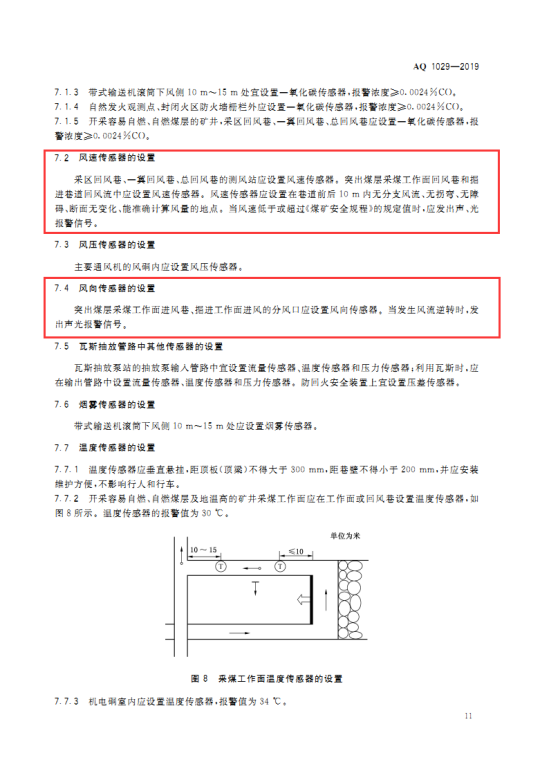 AQ 1029—2019
7.1.3 带式输送机滚筒下风侧 10 m～15 m 处宜设置一氧化碳传感器,报警浓度≥0.0024%CO。
7.1.4 自然发火观测点、封闭火区防火墙栅栏外应设置一氧化碳传感器,报警浓度≥0.0024%CO。
7.1.5 开采容易自燃、自燃煤层的矿井,采区回风巷、一翼回风巷、总回风巷应设置一氧化碳传感器,报
警浓度≥0.0024%CO。
7.2 风速传感器的设置
采区回风巷、一翼回风巷、总回风巷的测风站应设置风速传感器。突出煤层采煤工作面回风巷和掘
进巷道回风流中应设置风速传感器。风速传感器应设置在巷道前后 10 m 内无分支风流、无拐弯、无障
碍、断面无变化、能准确计算风量的地点。当风速低于或超过《煤矿安全规程》的规定值时,应发出声、光
报警信号。
7.3 风压传感器的设置
主要通风机的风硐内应设置风压传感器。
7.4 风向传感器的设置
突出煤层采煤工作面进风巷、掘进工作面进风的分风口应设置风向传感器。当发生风流逆转时,发
出声光报警信号。
7.5 瓦斯抽放管路中其他传感器的设置
瓦斯抽放泵站的抽放泵输入管路中宜设置流量传感器、温度传感器和压力传感器;利用瓦斯时,应
在输出管路中设置流量传感器、温度传感器和压力传感器。防回火安全装置上宜设置压差传感器。
7.6 烟雾传感器的设置
带式输送机滚筒下风侧 10 m～15 m 处应设置烟雾传感器。
7.7 温度传感器的设置
7.7.1 温度传感器应垂直悬挂,距顶板(顶梁)不得大于 300 mm,距巷壁不得小于 200 mm,并应安装
维护方便,不影响行人和行车。
7.7.2 开采容易自燃、自燃煤层及地温高的矿井采煤工作面应在工作面或回风巷设置温度传感器,如
图 8 所示。温度传感器的报警值为 30 ℃。
单位为米
10～15
≤10
T
T
图 8 采煤工作面温度传感器的设置
7.7.3 机电硐室内应设置温度传感器,报警值为 34 ℃。
11